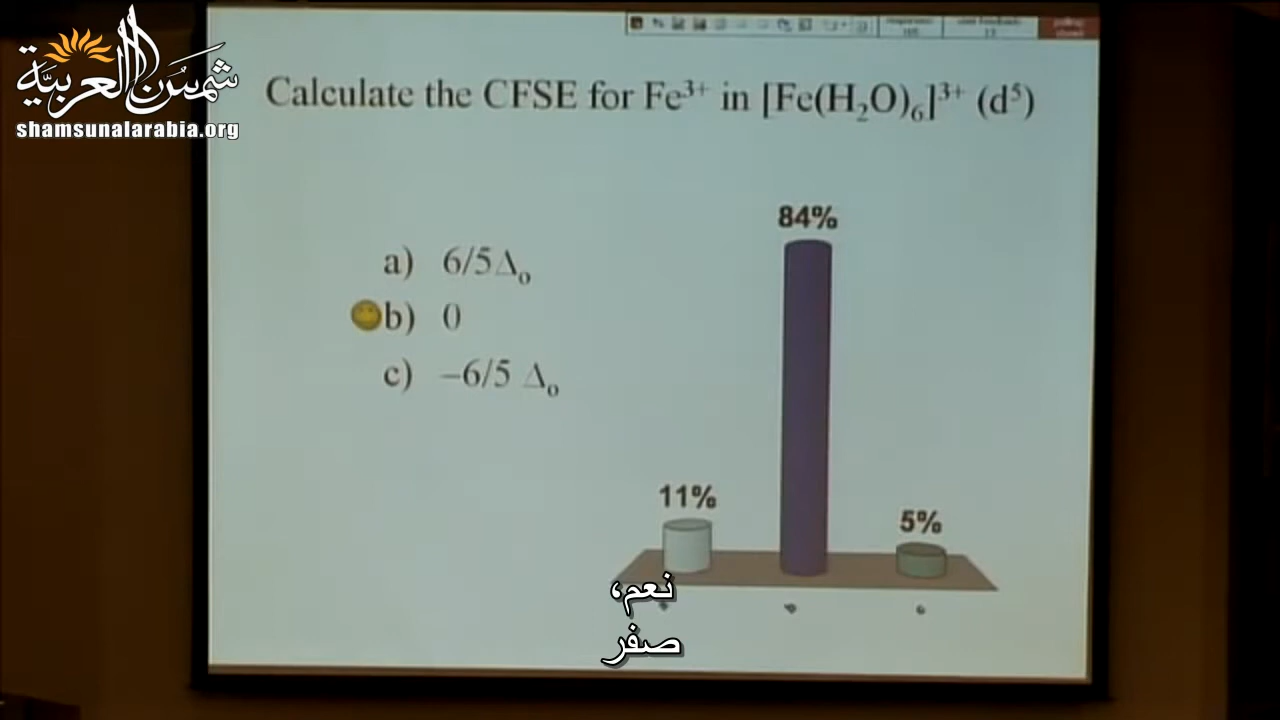 شمس العربية
shamsunalarabia.org
Calculate the CFSE for Fe³⁺ in [Fe(H₂O)₆]³⁺ (d⁵)
a) 6/5Δₒ
b) 0
c) –6/5 Δₒ
84%
11%
5%
b
c
نعم،
صفر